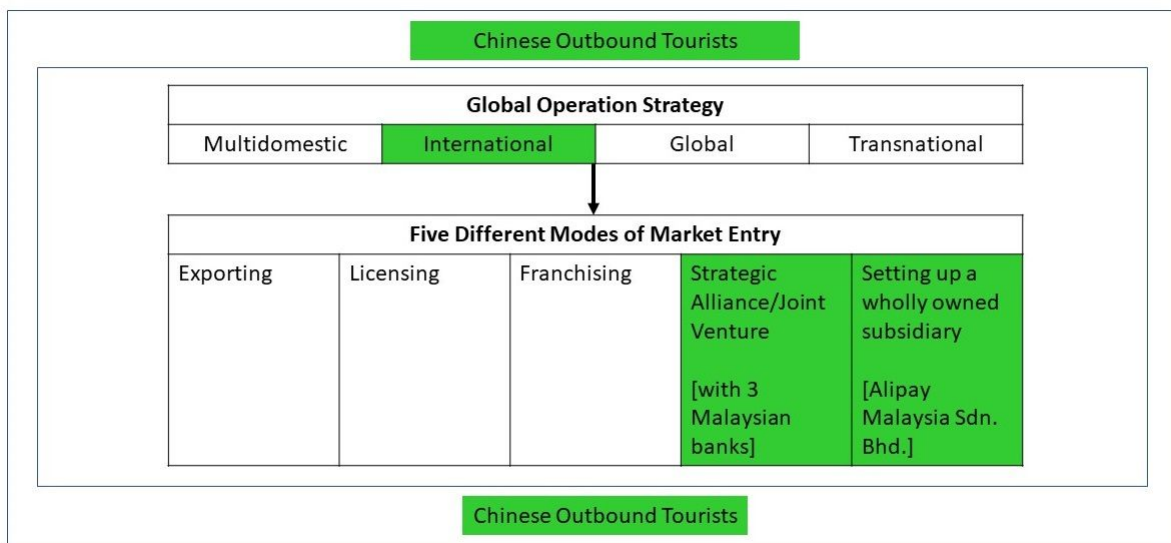 Chinese Outbound Tourists
Global Operation Strategy
Multidomestic
International
Global
Transnational
Five Different Modes of Market Entry
Exporting
Licensing
Franchising
Strategic
Alliance/Joint
Venture
[with 3
Malaysian
banks]
Setting up a
wholly owned
subsidiary
[Alipay
Malaysia Sdn.
Bhd.]
Chinese Outbound Tourists